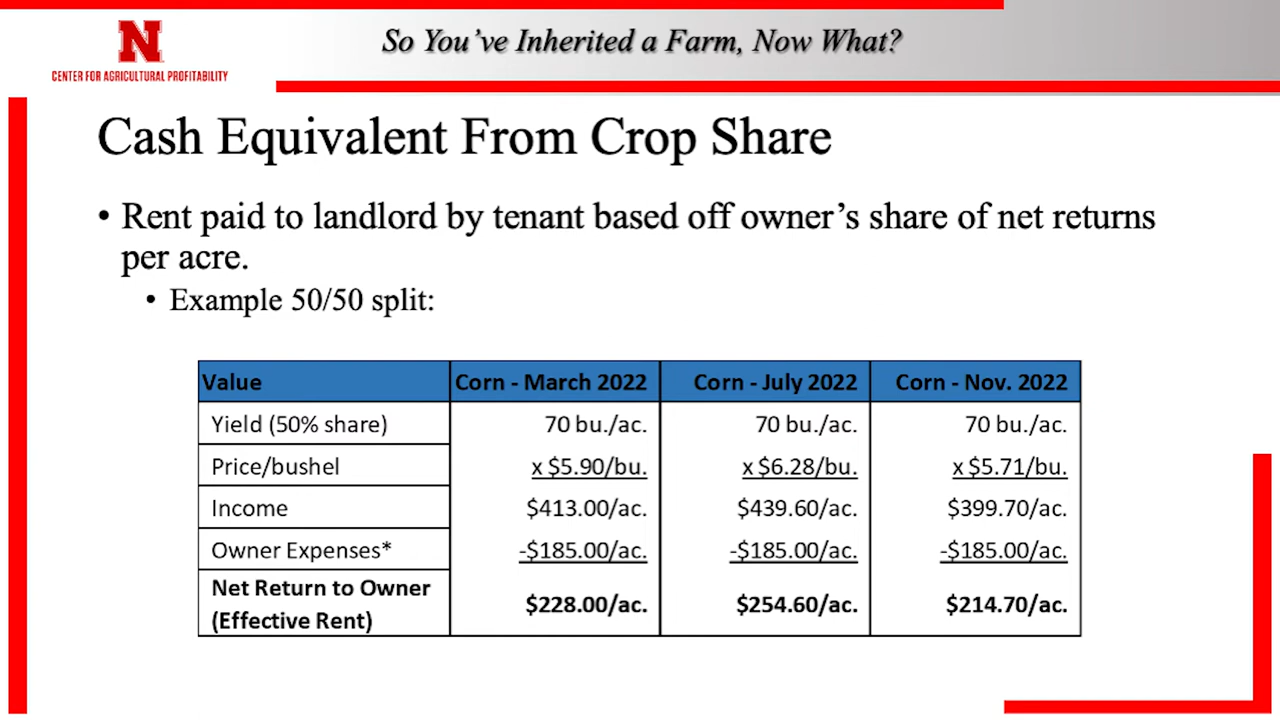 N
So You’ve Inherited a Farm, Now What?
CENTER FOR AGRICULTURAL PROFITABILITY
Cash Equivalent From Crop Share
• Rent paid to landlord by tenant based off owner’s share of net returns
per acre.
• Example 50/50 split:
Value Corn - March 2022 Corn - July 2022 Corn - Nov. 2022
Yield (50% share) 70 bu./ac. 70 bu./ac. 70 bu./ac.
Price/bushel x $5.90/bu. x $6.28/bu. x $5.71/bu.
Income $413.00/ac. $439.60/ac. $399.70/ac.
Owner Expenses* -$185.00/ac. -$185.00/ac. -$185.00/ac.
Net Return to Owner
(Effective Rent) $228.00/ac. $254.60/ac. $214.70/ac.